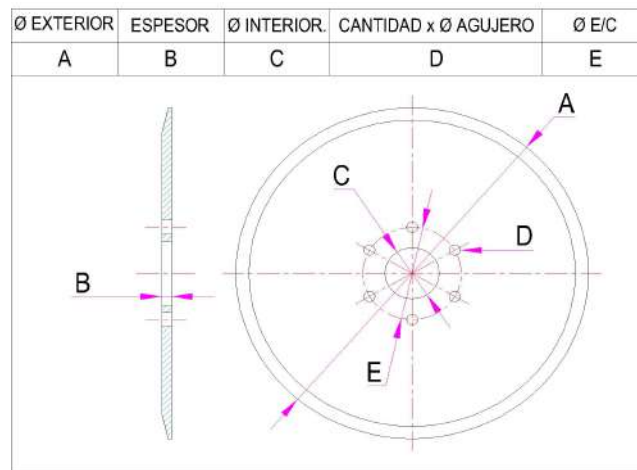 Ø EXTERIOR ESPESOR Ø INTERIOR. CANTIDAD x Ø AGUJERO Ø E/C
A B C D E
A
C
D
B
E